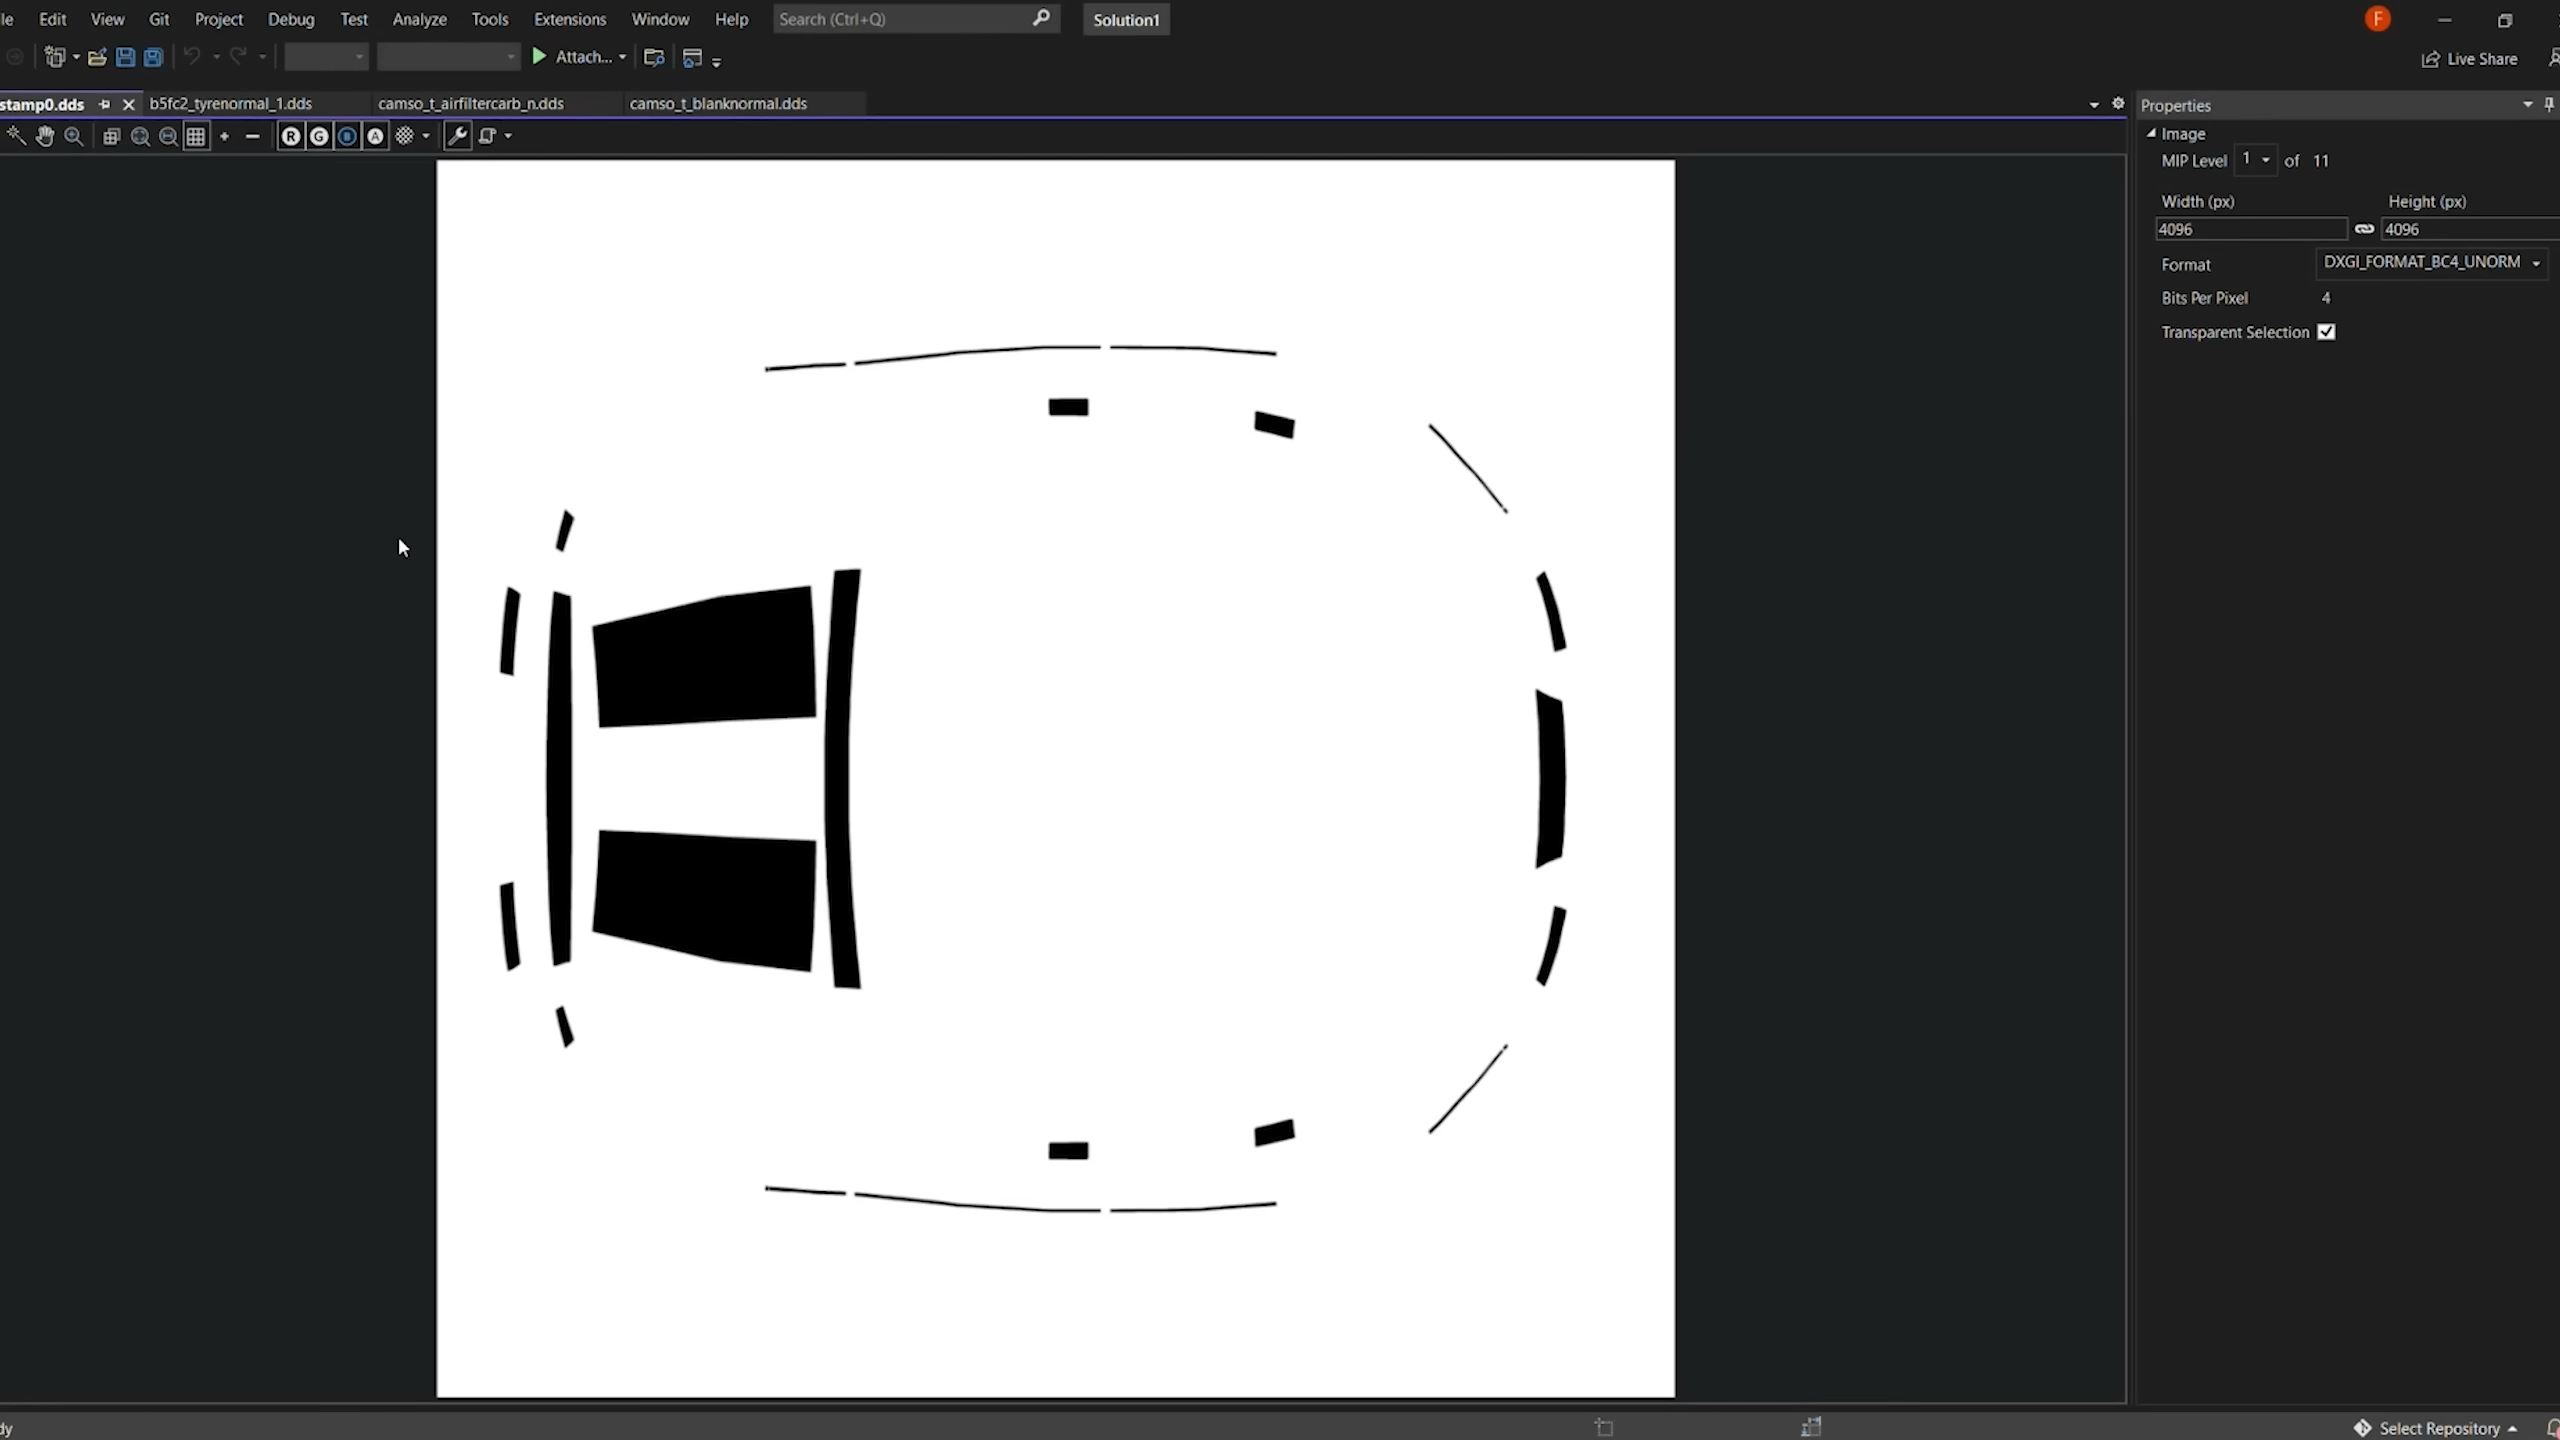 le Edit View Git Project Debug Test Analyze Tools Extensions Window Help Search (Ctrl+Q) Solution1 F
Attach... Live Share
stamp0.dds b5fc2_tyrenormal_1.dds camso_t_airfiltercarb_n.dds camso_t_blanknormal.dds
R G B A
Properties
Image
MIP Level 1 of 11
Width (px) Height (px)
4096 4096
Format DXGI_FORMAT_BC4_UNORM
Bits Per Pixel 4
Transparent Selection
dy Select Repository